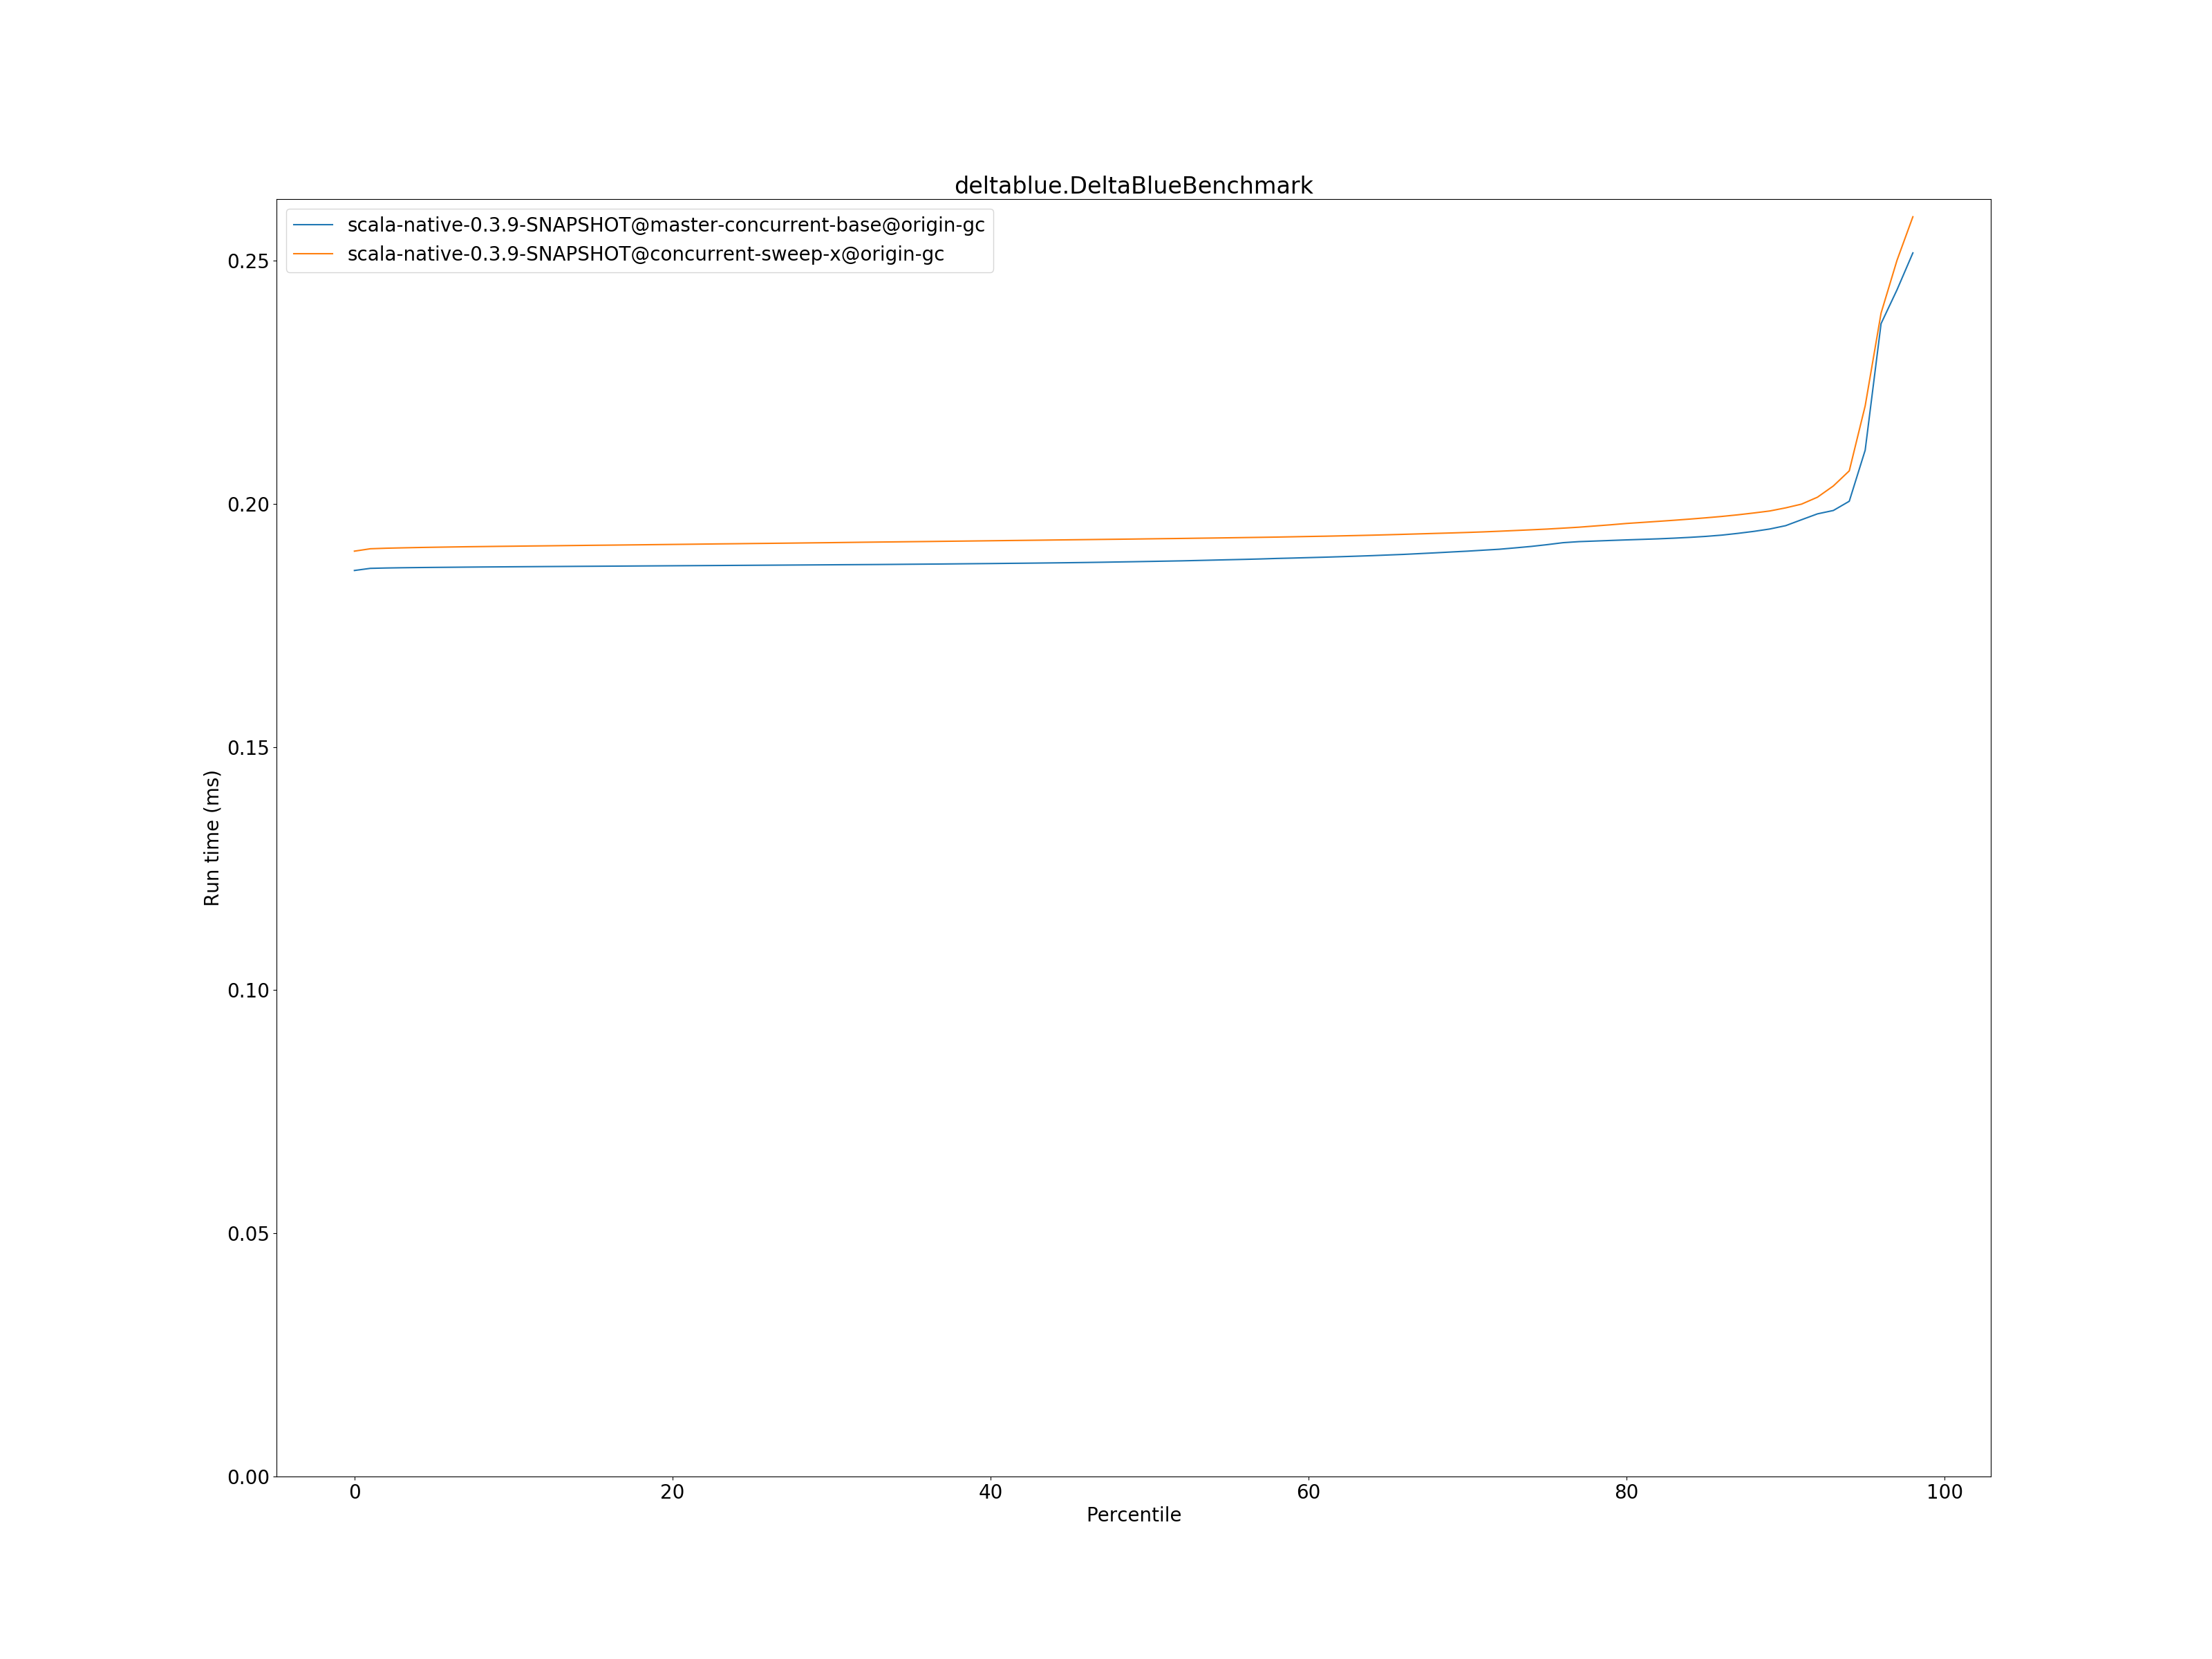 deltablue.DeltaBlueBenchmark
scala-native-0.3.9-SNAPSHOT@master-concurrent-base@origin-gc
scala-native-0.3.9-SNAPSHOT@concurrent-sweep-x@origin-gc
0.25
0.20
0.15
0.10
0.05
0.00
Run time (ms)
0 20 40 60 80 100
Percentile